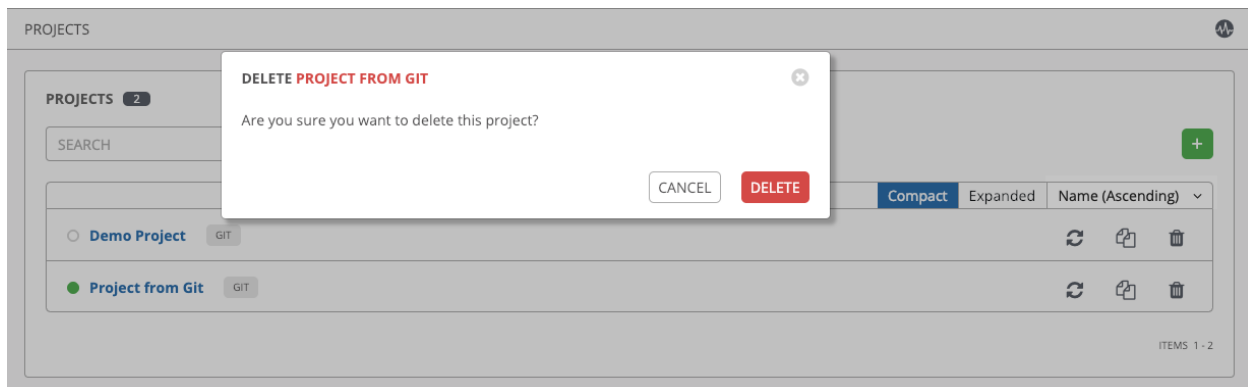 PROJECTS
DELETE PROJECT FROM GIT
PROJECTS 2
Are you sure you want to delete this project?
SEARCH
+
CANCEL DELETE
Compact Expanded Name (Ascending)
Demo Project GIT
Project from Git GIT
ITEMS 1 - 2